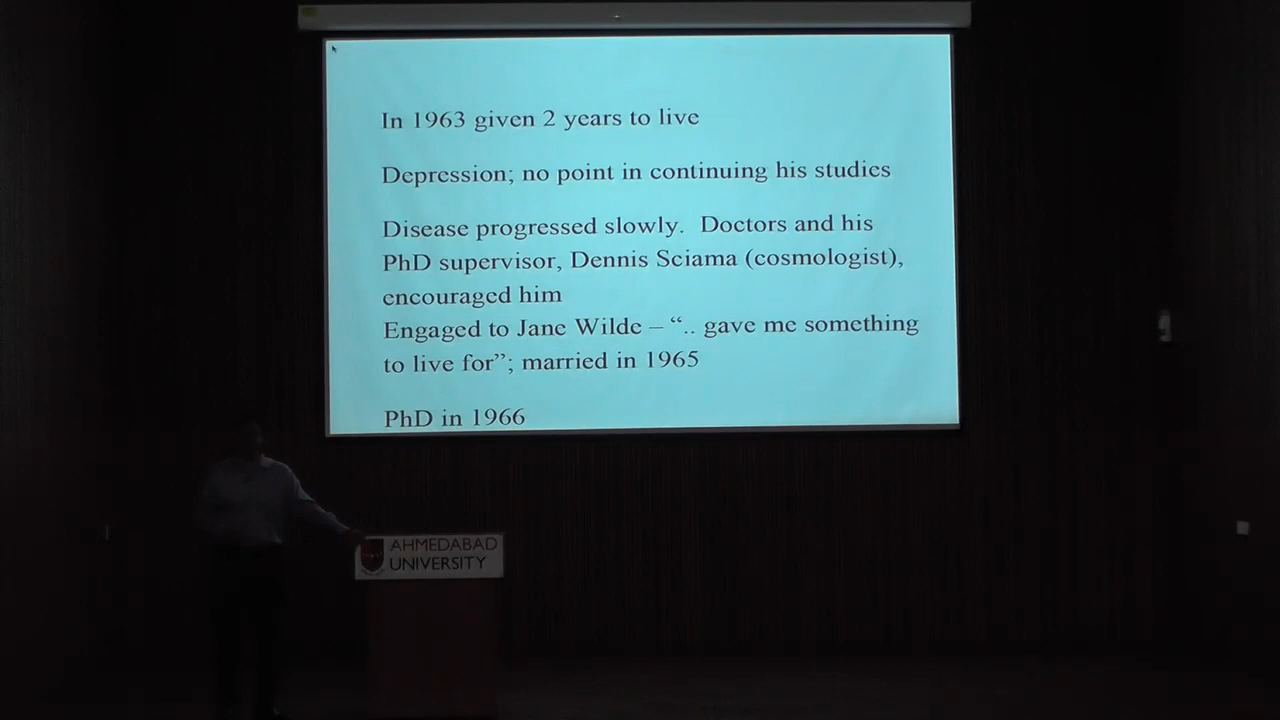 In 1963 given 2 years to live
Depression; no point in continuing his studies
Disease progressed slowly.  Doctors and his
PhD supervisor, Dennis Sciama (cosmologist),
encouraged him
Engaged to Jane Wilde – “.. gave me something
to live for”; married in 1965
PhD in 1966
AHMEDABAD
UNIVERSITY